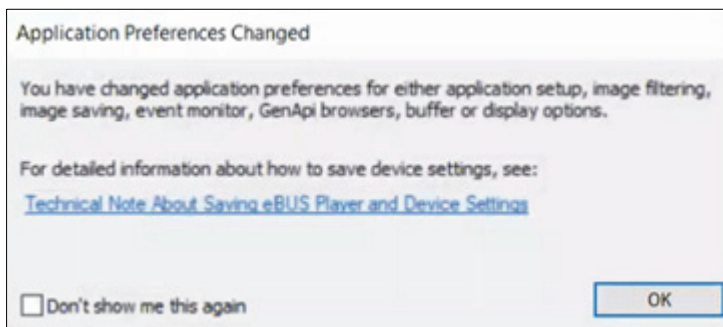 Application Preferences Changed
You have changed application preferences for either application setup, image filtering,
image saving, event monitor, GenApi browsers, buffer or display options.
For detailed information about how to save device settings, see:
Technical Note About Saving eBUS Player and Device Settings
Don't show me this again
OK